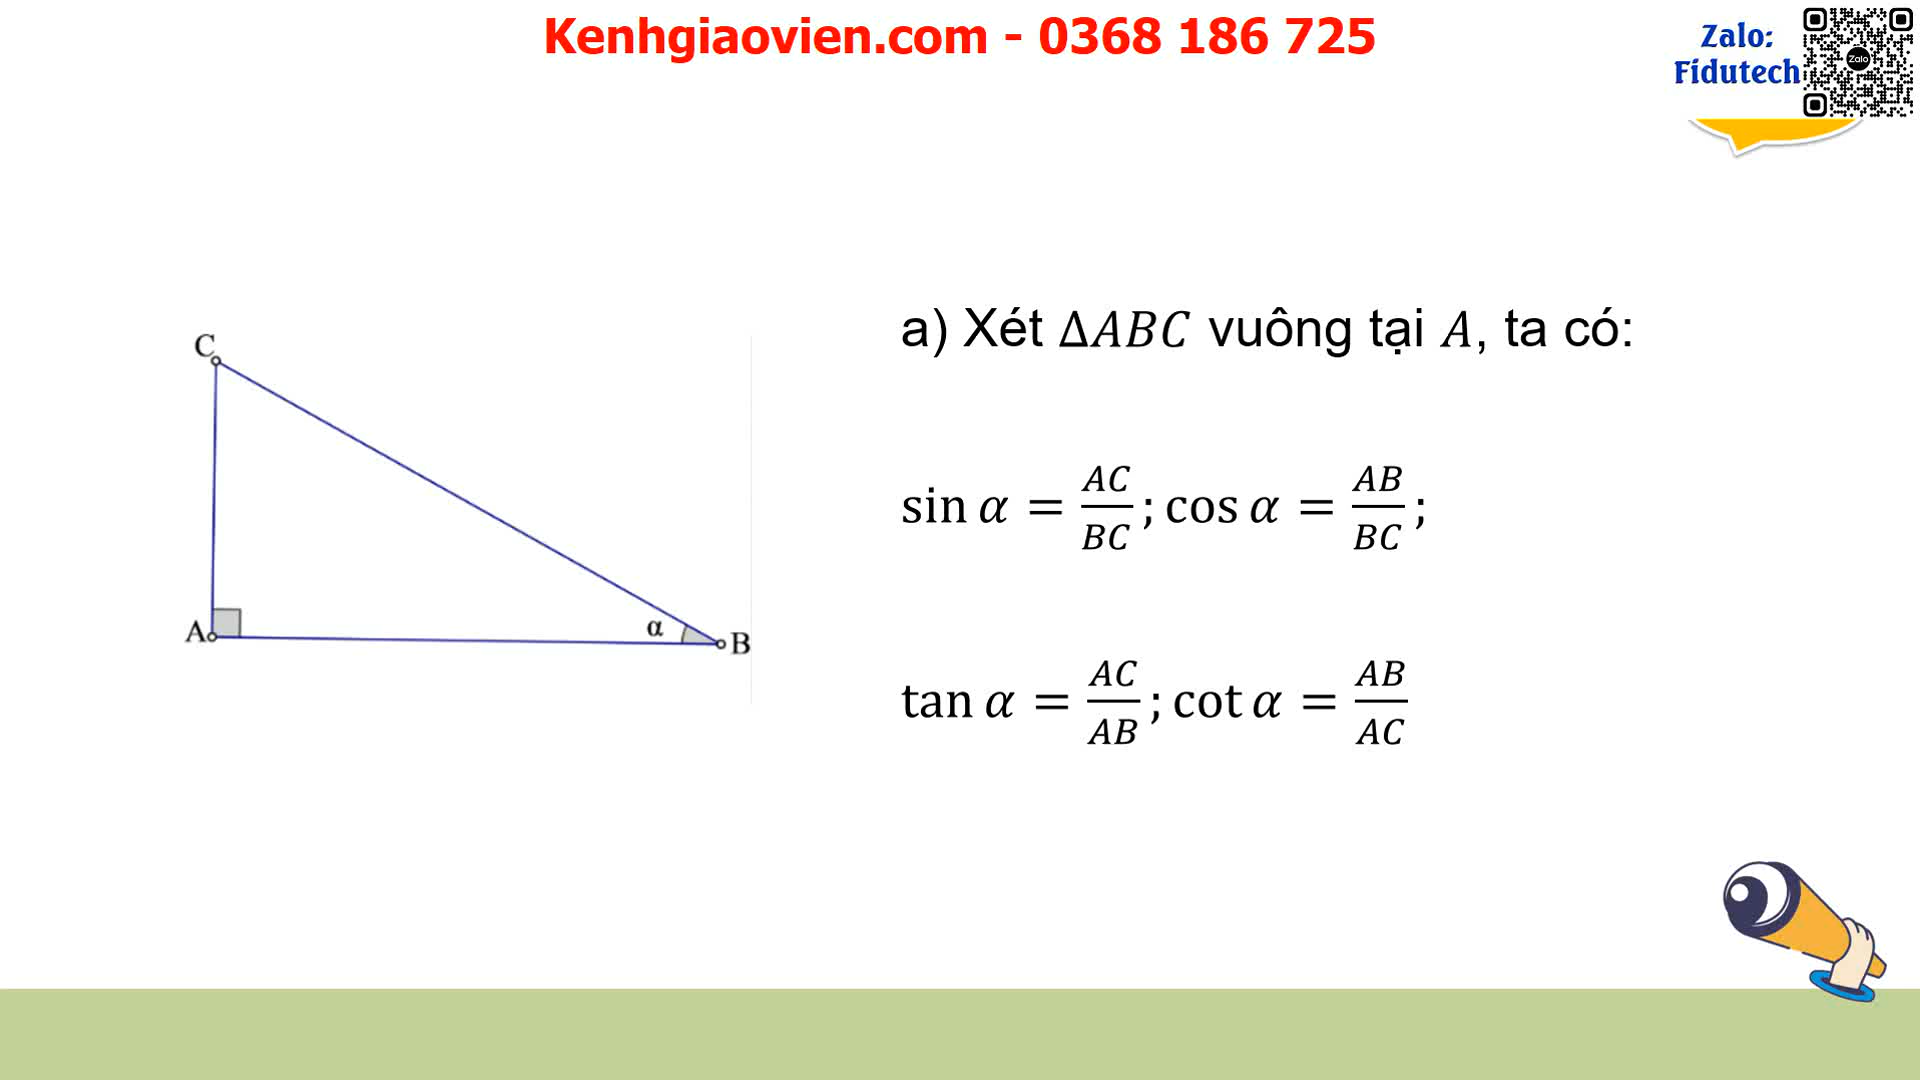 Kenhgiaovien.com - 0368 186 725
Zalo:
Fidutech
Zalo
C
A
α
B
a) Xét Δ𝐴𝐵𝐶 vuông tại 𝐴, ta có:
sin 𝛼 = 𝐴𝐶/𝐵𝐶 ; cos 𝛼 = 𝐴𝐵/𝐵𝐶 ;
tan 𝛼 = 𝐴𝐶/𝐴𝐵 ; cot 𝛼 = 𝐴𝐵/𝐴𝐶